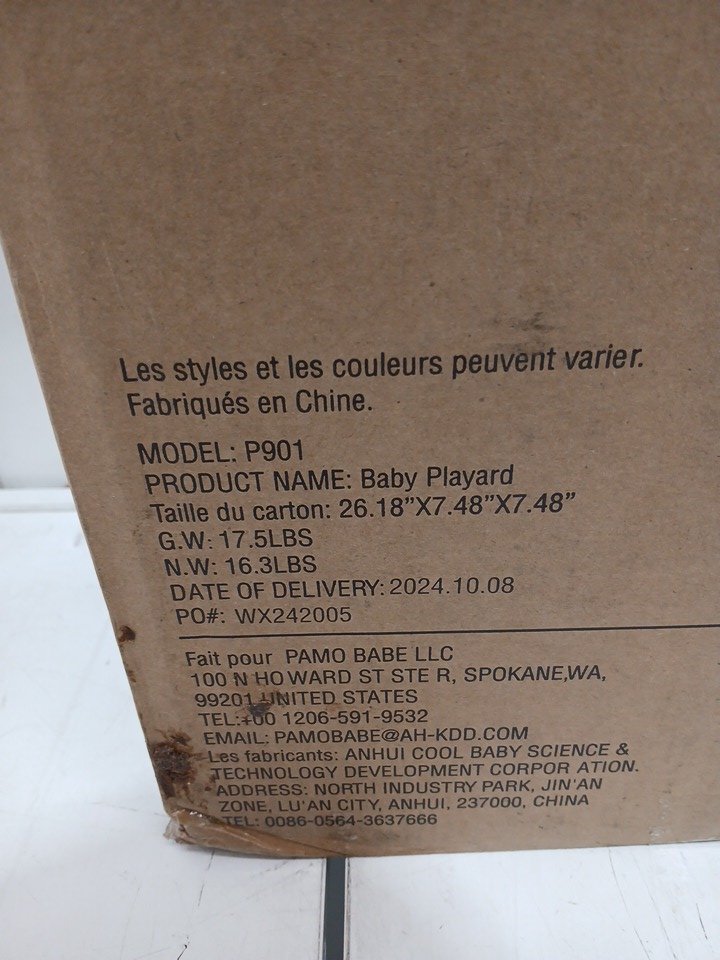 Les styles et les couleurs peuvent varier.
Fabriqués en Chine.
MODEL: P901
PRODUCT NAME: Baby Playard
Taille du carton: 26.18”X7.48”X7.48”
G.W: 17.5LBS
N.W: 16.3LBS
DATE OF DELIVERY: 2024.10.08
PO#: WX242005
Fait pour PAMO BABE LLC
100 N HOWARD ST STE R, SPOKANE,WA,
99201 UNITED STATES
TEL:+00 1206-591-9532
EMAIL: PAMOBABE@AH-KDD.COM
Les fabricants: ANHUI COOL BABY SCIENCE &
TECHNOLOGY DEVELOPMENT CORPOR ATION.
ADDRESS: NORTH INDUSTRY PARK, JIN'AN
ZONE, LU'AN CITY, ANHUI, 237000, CHINA
TEL: 0086-0564-3637666